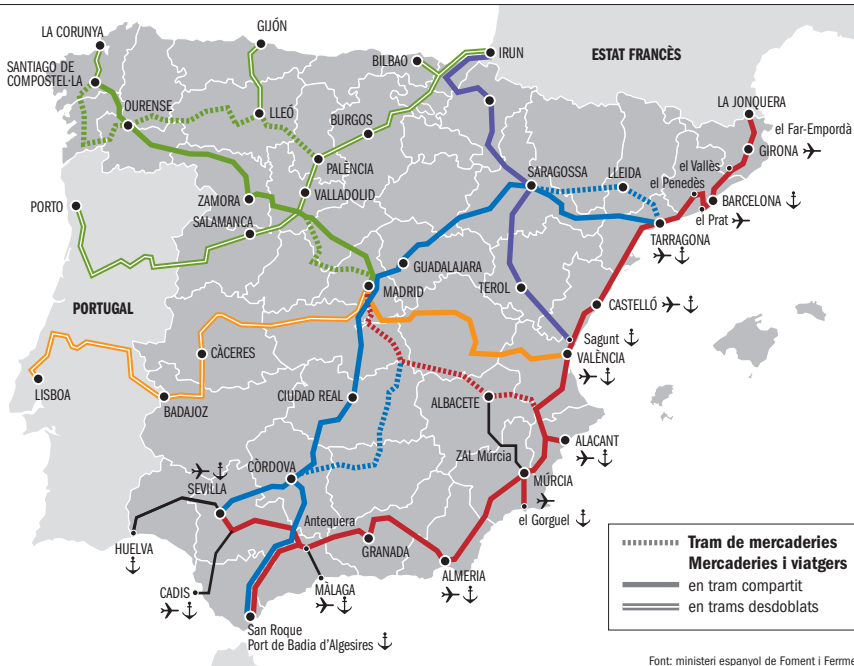 LA CORUNYA
GIJÓN
BILBAO
IRUN
ESTAT FRANCÈS
SANTIAGO DE
COMPOSTEL·LA
OURENSE
LLEÓ
BURGOS
LA JONQUERA
el Far-Empordà
GIRONA
PALENCIA
SARAGOSSA
LLEIDA
el Vallès
el Penedès
ZAMORA
VALLADOLID
BARCELONA
PORTO
SALAMANCA
el Prat
TARRAGONA
GUADALAJARA
MADRID
TEROL
CASTELLÓ
PORTUGAL
Sagunt
VALÈNCIA
CÀCERES
LISBOA
BADAJOZ
CIUDAD REAL
ALBACETE
ALACANT
ZAL Múrcia
CÒRDOVA
MÚRCIA
SEVILLA
el Gorguel
Antequera
HUELVA
GRANADA
ALMERIA
CADIS
MÀLAGA
San Roque
Port de Badia d'Algesires
Tram de mercaderies
Mercaderies i viatgers
en tram compartit
en trams desdoblats
Font: ministeri espanyol de Foment i Ferrme